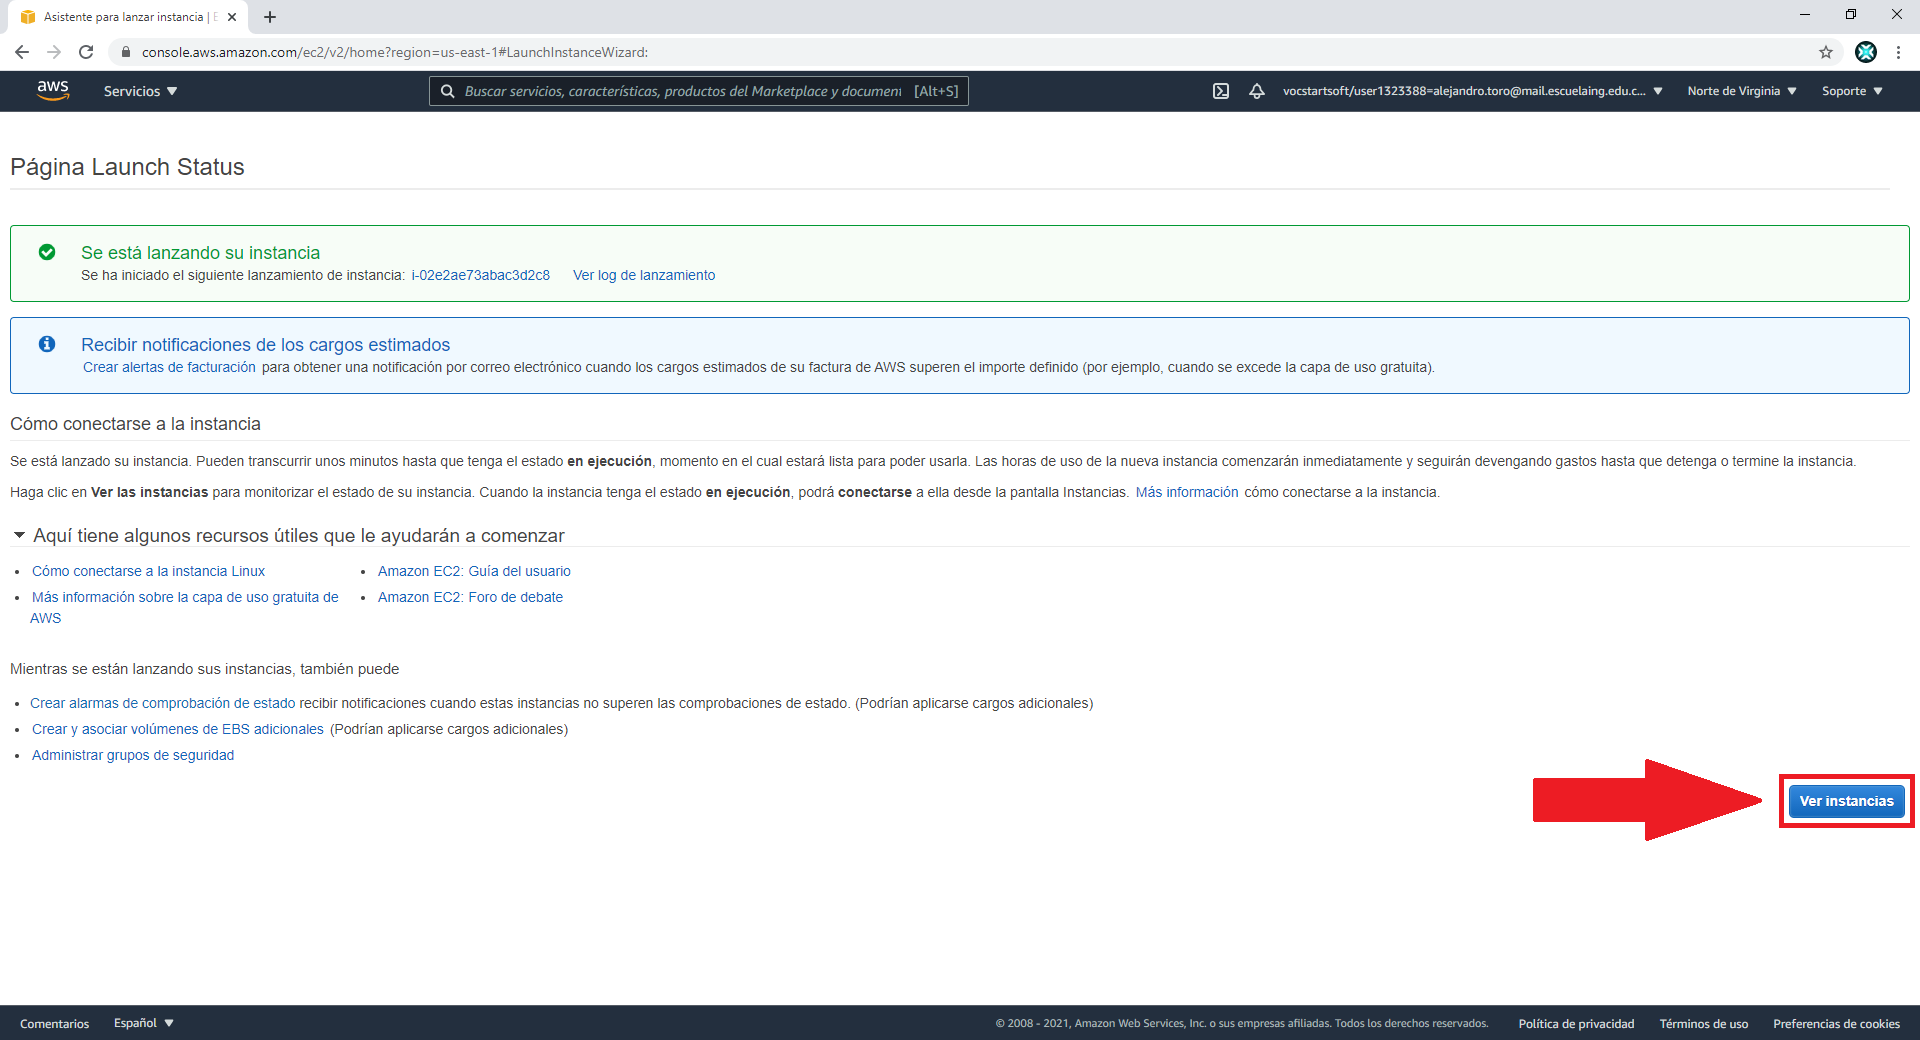 Asistente para lanzar instancia |
console.aws.amazon.com/ec2/v2/home?region=us-east-1#LaunchInstanceWizard:
aws
Servicios
Buscar servicios, características, productos del Marketplace y documen [Alt+S]
vocstartsoft/user1323388=alejandro.toro@mail.escuelaing.edu.c...
Norte de Virginia
Soporte
Página Launch Status
Se está lanzando su instancia
Se ha iniciado el siguiente lanzamiento de instancia: i-02e2ae73abac3d2c8 Ver log de lanzamiento
Recibir notificaciones de los cargos estimados
Crear alertas de facturación para obtener una notificación por correo electrónico cuando los cargos estimados de su factura de AWS superen el importe definido (por ejemplo, cuando se excede la capa de uso gratuita).
Cómo conectarse a la instancia
Se está lanzado su instancia. Pueden transcurrir unos minutos hasta que tenga el estado en ejecución, momento en el cual estará lista para poder usarla. Las horas de uso de la nueva instancia comenzarán inmediatamente y seguirán devengando gastos hasta que detenga o termine la instancia.
Haga clic en Ver las instancias para monitorizar el estado de su instancia. Cuando la instancia tenga el estado en ejecución, podrá conectarse a ella desde la pantalla Instancias. Más información cómo conectarse a la instancia.
Aquí tiene algunos recursos útiles que le ayudarán a comenzar
• Cómo conectarse a la instancia Linux
• Más información sobre la capa de uso gratuita de
AWS
• Amazon EC2: Guía del usuario
• Amazon EC2: Foro de debate
Mientras se están lanzando sus instancias, también puede
• Crear alarmas de comprobación de estado recibir notificaciones cuando estas instancias no superen las comprobaciones de estado. (Podrían aplicarse cargos adicionales)
• Crear y asociar volúmenes de EBS adicionales (Podrían aplicarse cargos adicionales)
• Administrar grupos de seguridad
Ver instancias
Comentarios
Español
© 2008 - 2021, Amazon Web Services, Inc. o sus empresas afiliadas. Todos los derechos reservados.
Política de privacidad
Términos de uso
Preferencias de cookies